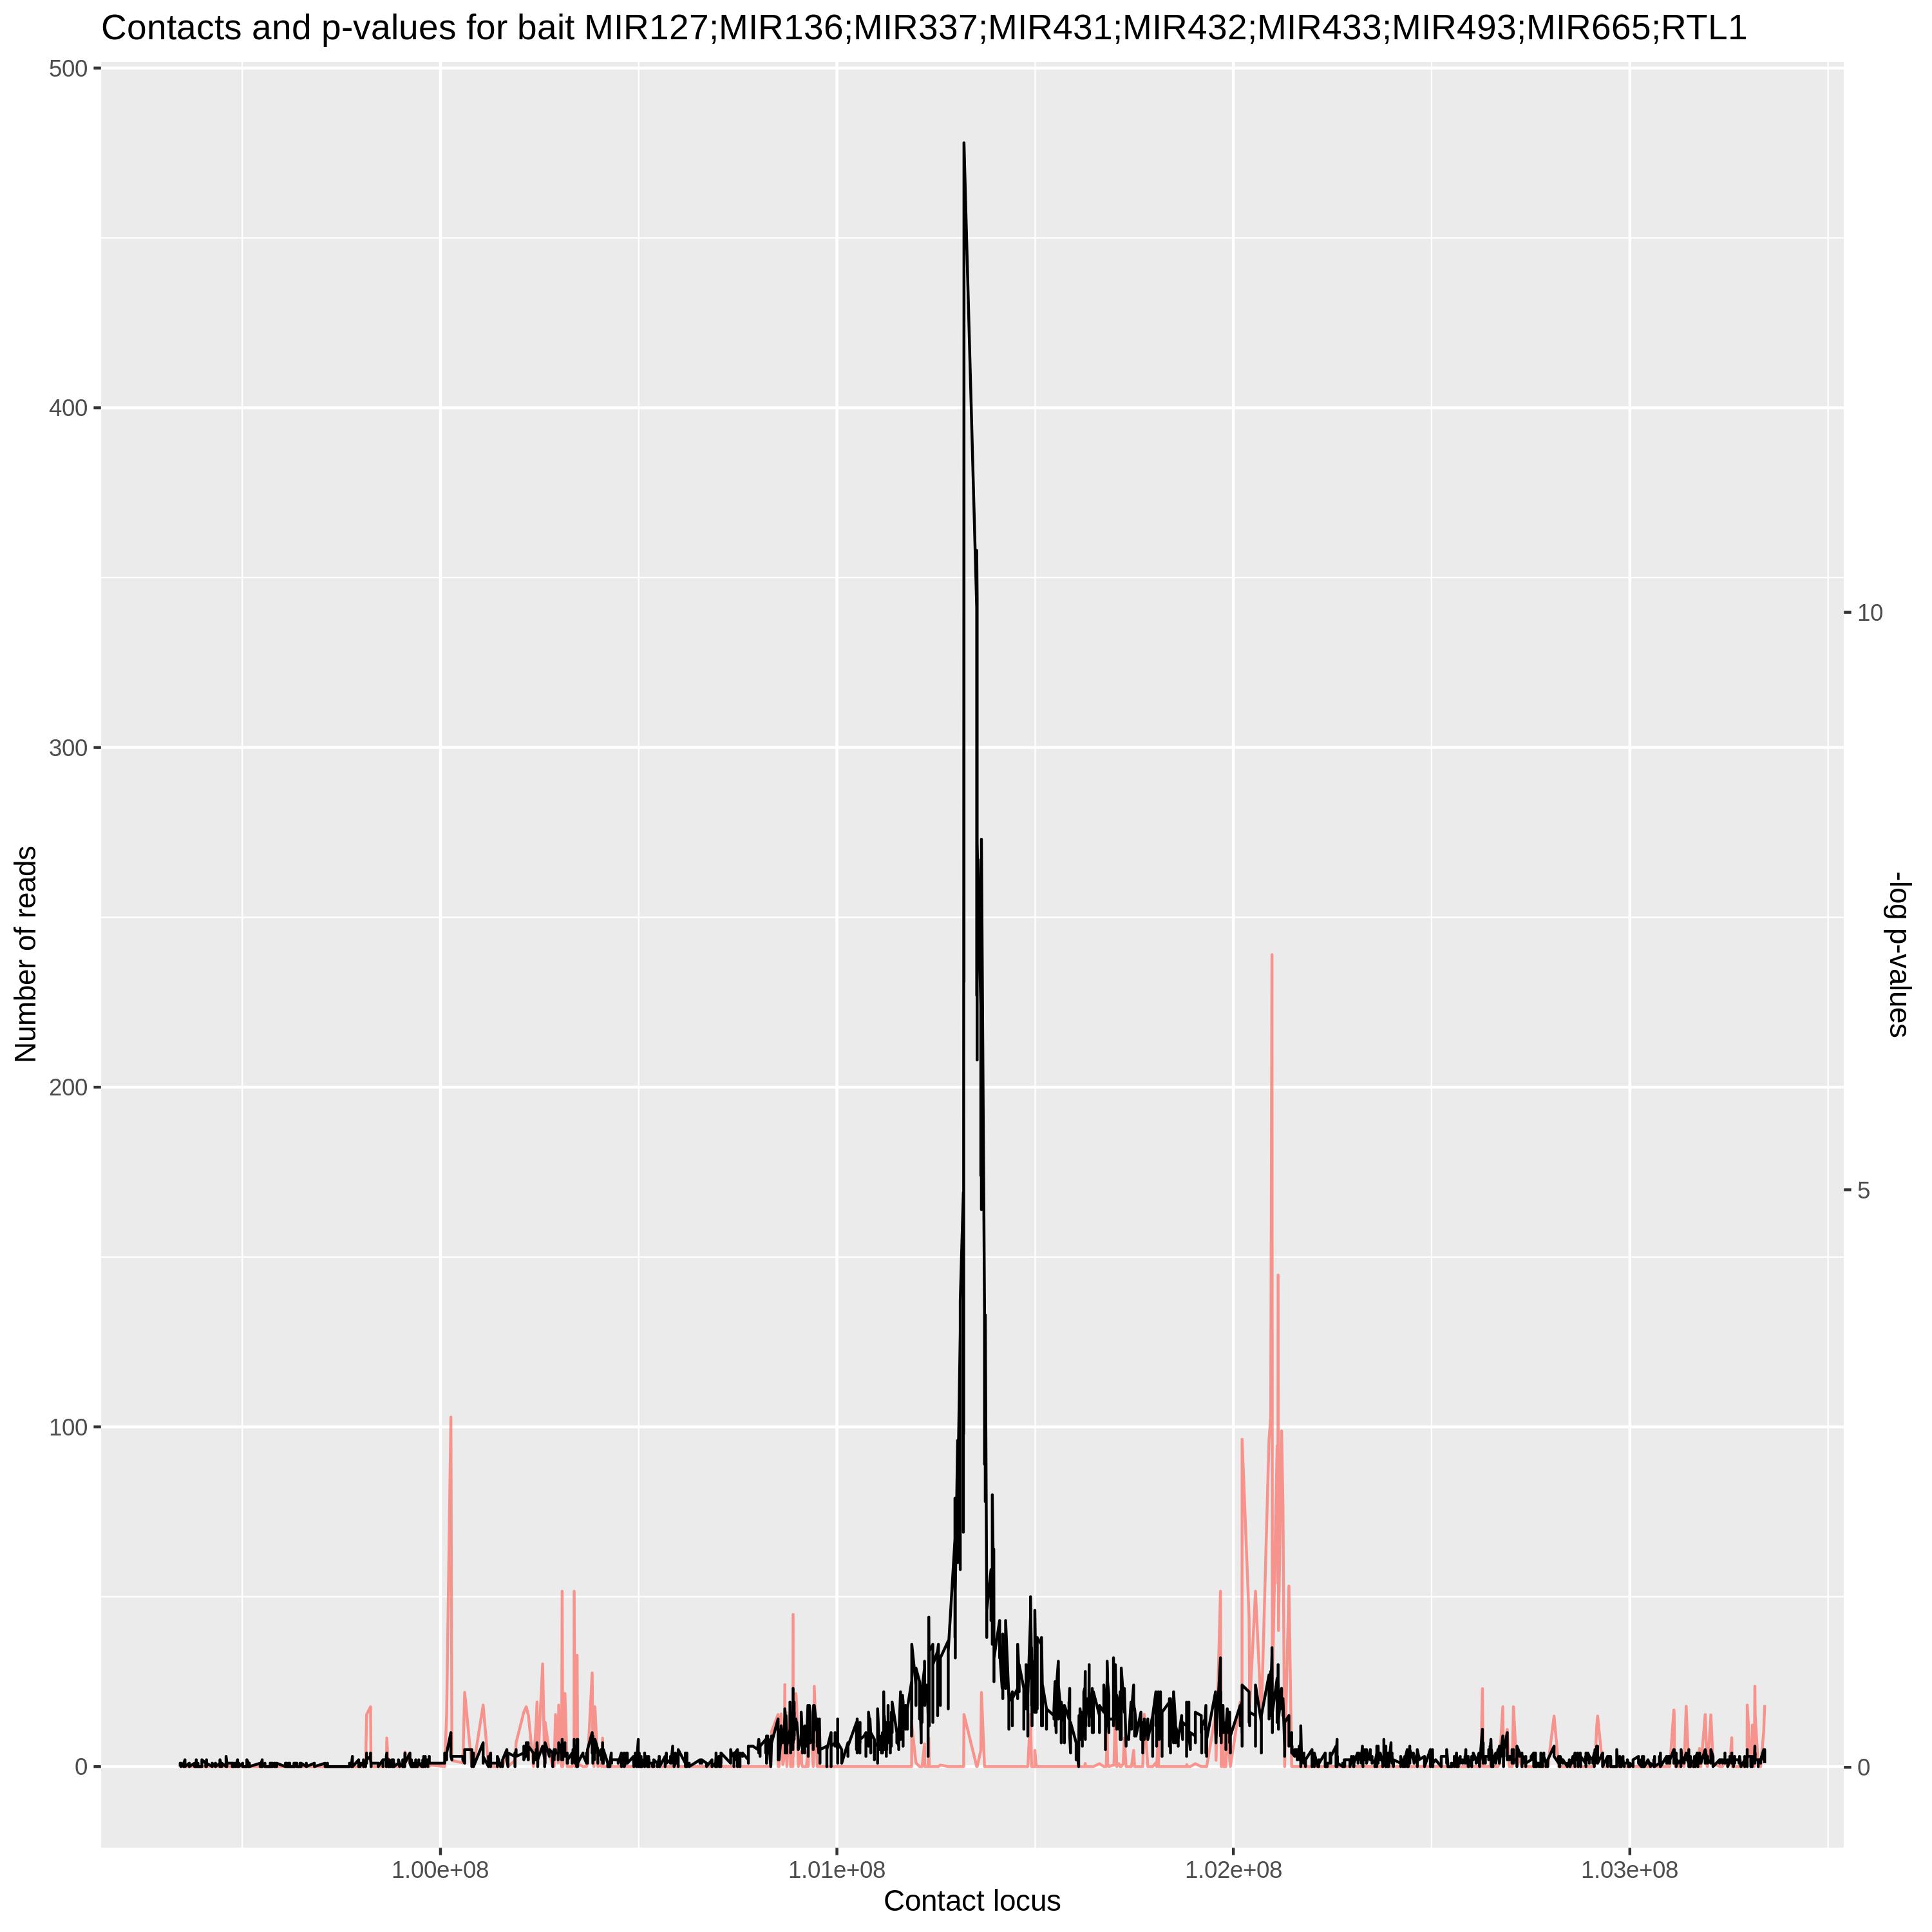 Contacts and p-values for bait MIR127;MIR136;MIR337;MIR431;MIR432;MIR433;MIR493;MIR665;RTL1
500
400
300
200
100
0
Number of reads
10
5
0
-log p-values
1.00e+08
1.01e+08
1.02e+08
1.03e+08
Contact locus